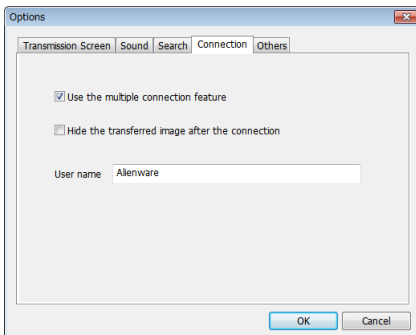 Options
Transmission Screen Sound Search Connection Others
Use the multiple connection feature
Hide the transferred image after the connection
User name Alienware
OK Cancel